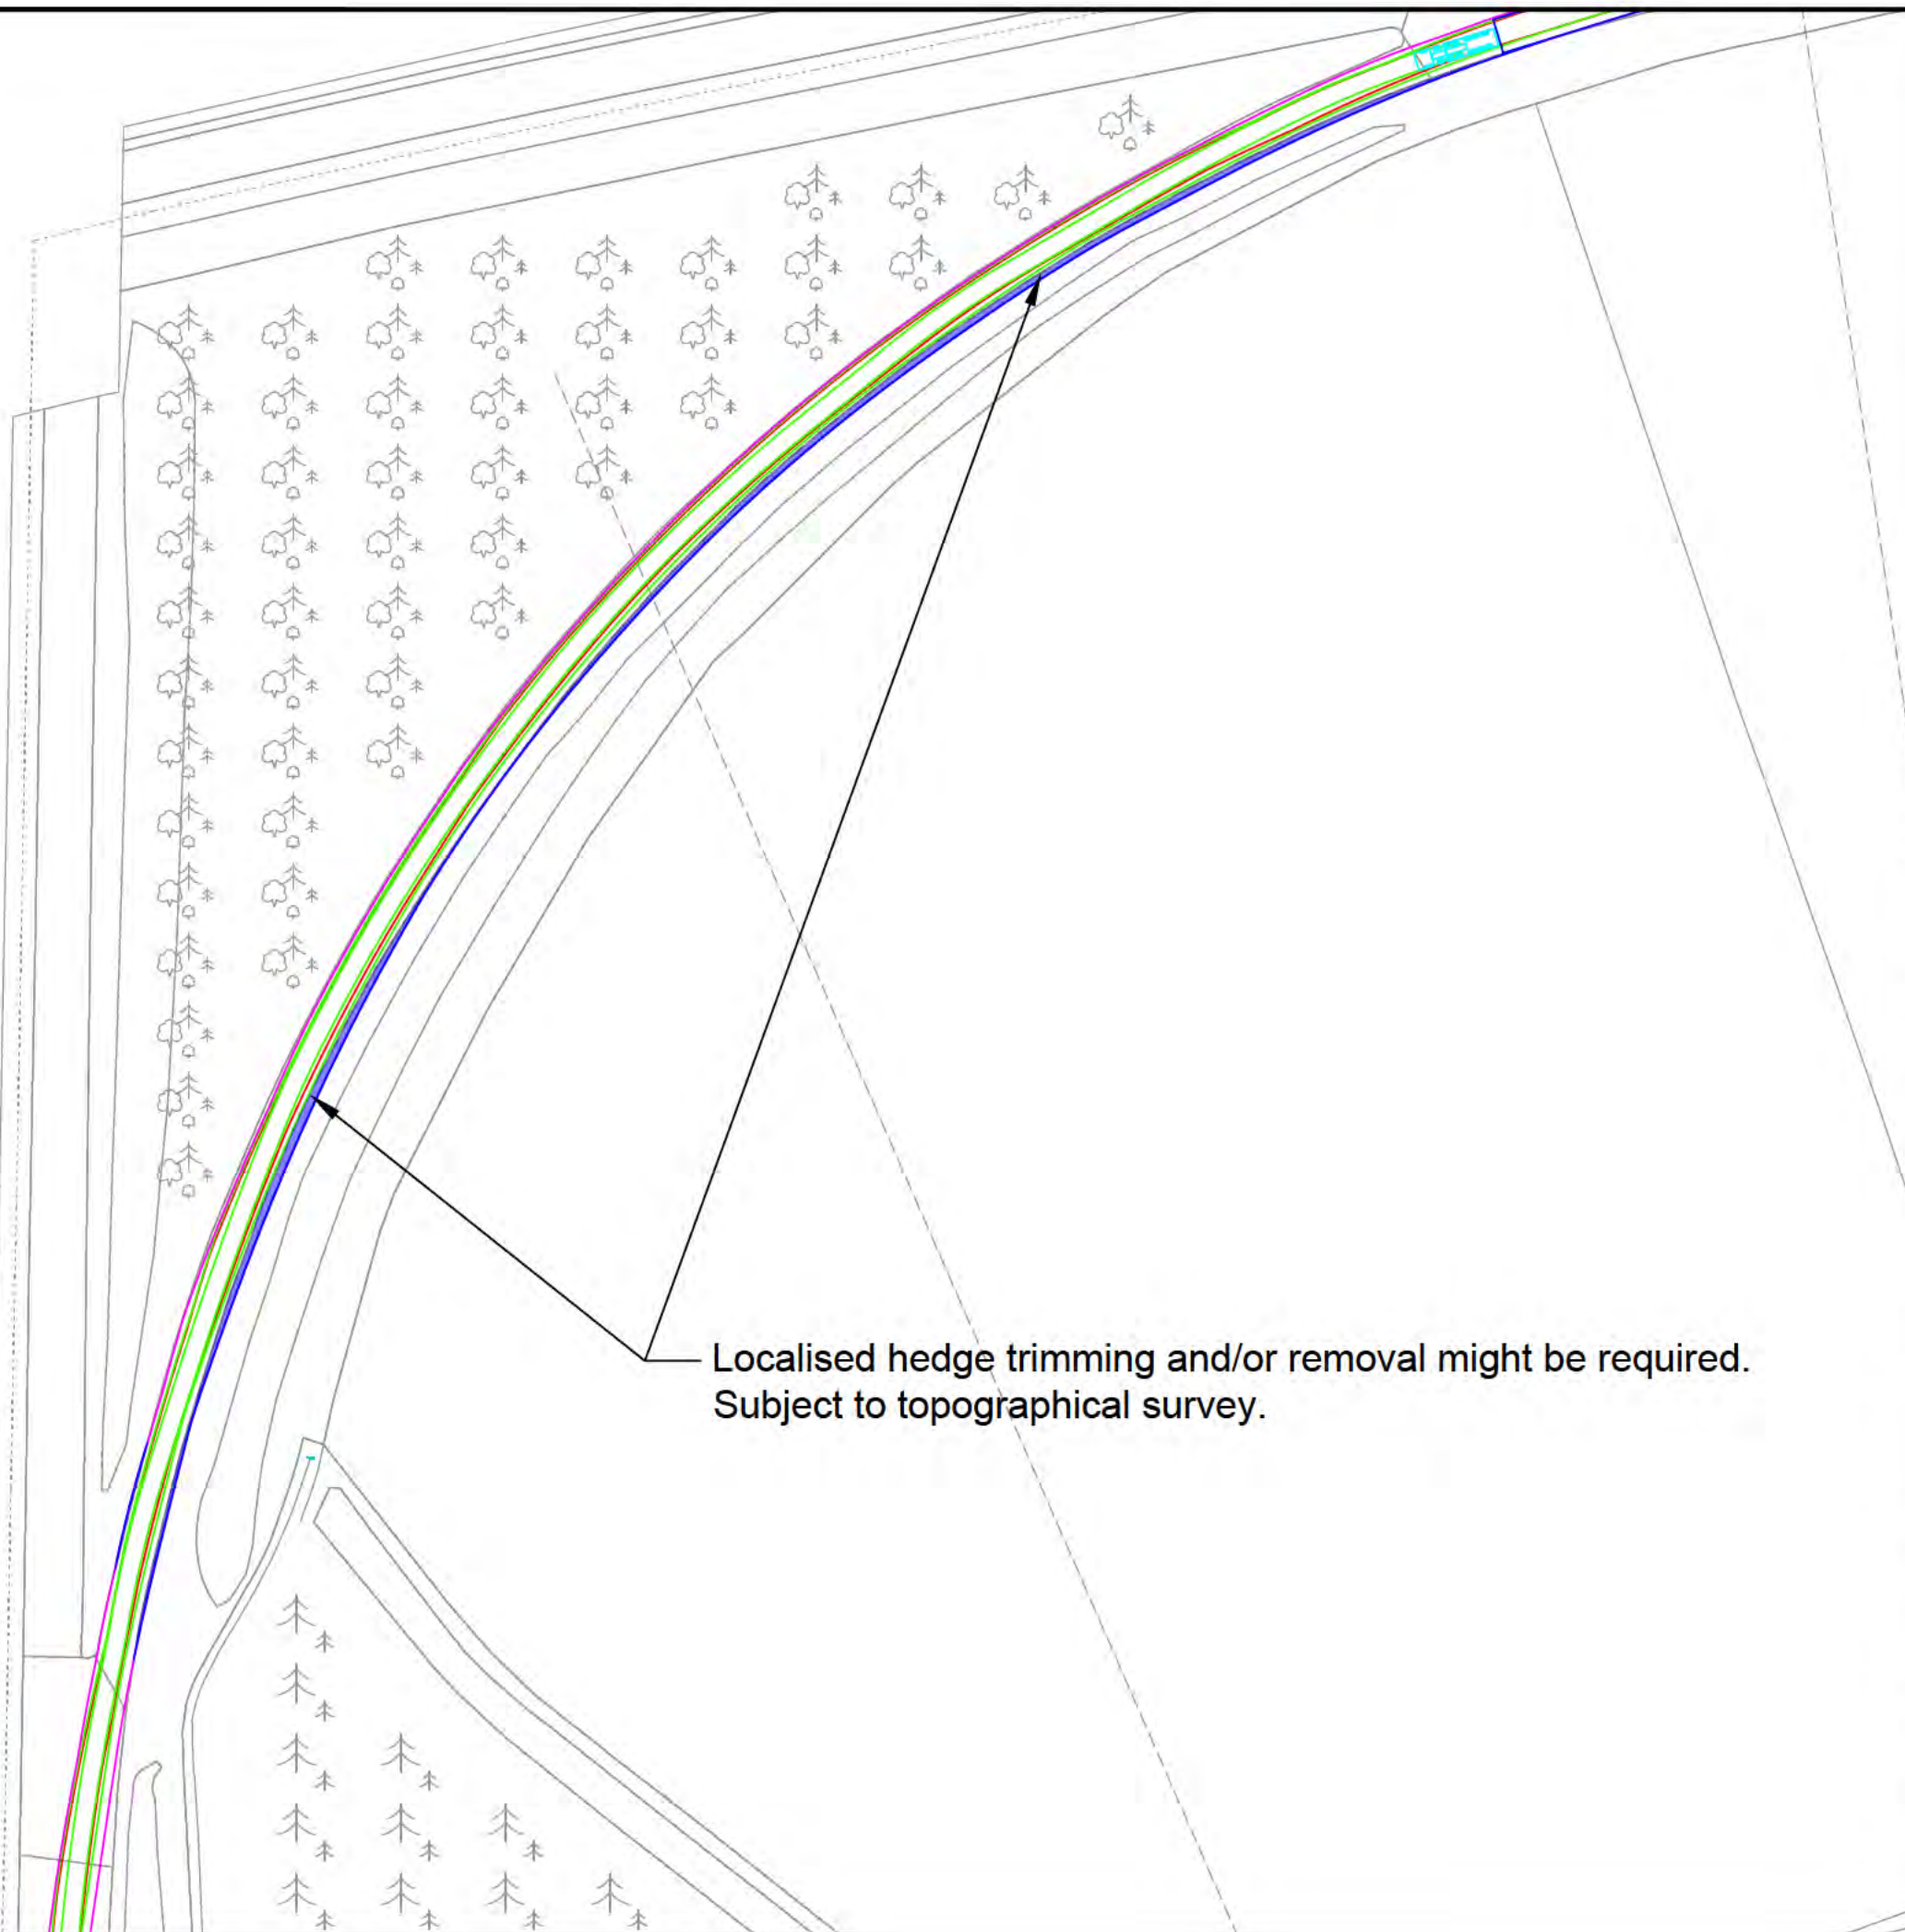 Localised hedge trimming and/or removal might be required.
Subject to topographical survey.